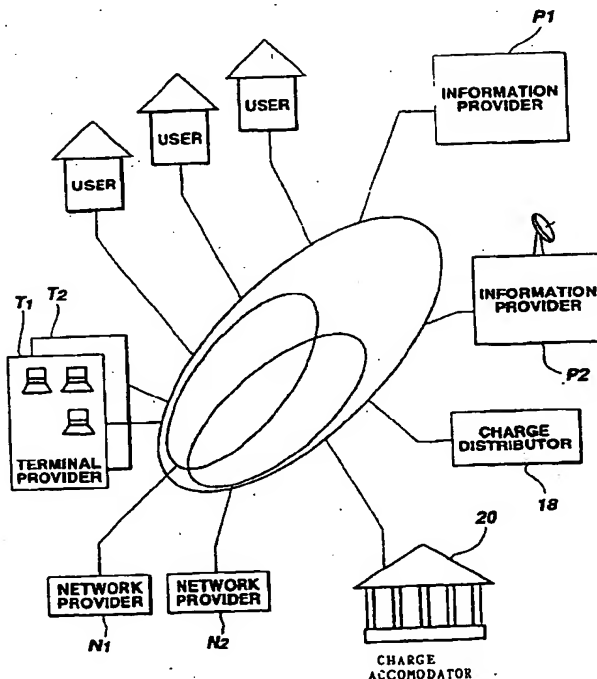 P1
INFORMATION
PROVIDER
USER
USER
USER
INFORMATION
PROVIDER
P2
T1
T2
TERMINAL
PROVIDER
CHARGE
DISTRIBUTOR
18
20
NETWORK
PROVIDER
N1
NETWORK
PROVIDER
N2
CHARGE
ACCOMODATOR